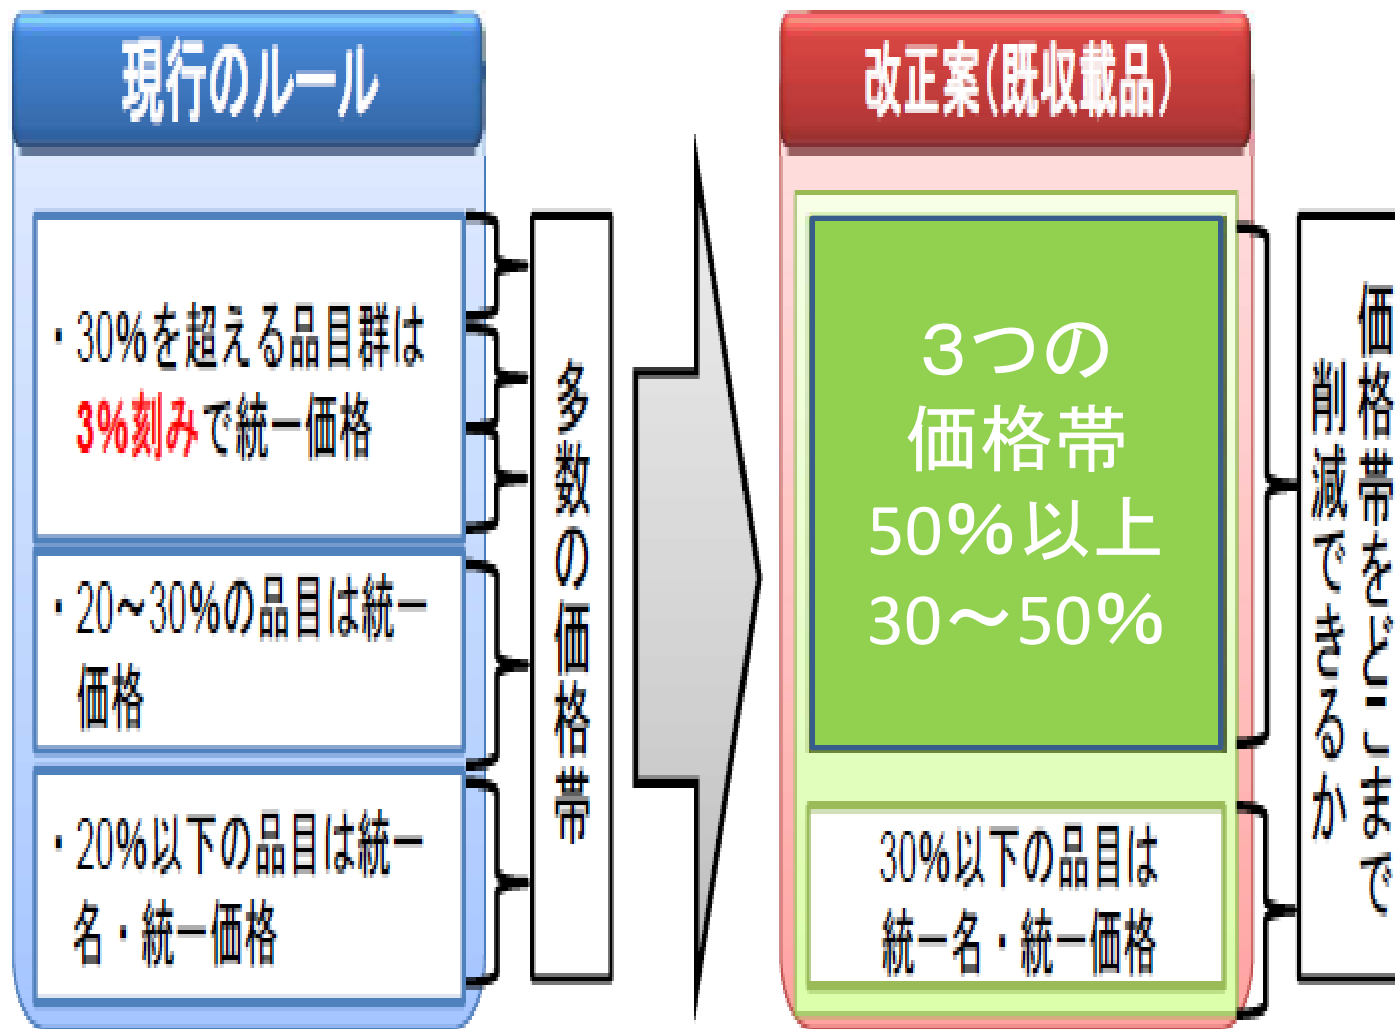 現行のルール
・30%を超える品目群は
3%刻みで統一価格
・20～30%の品目は統一
価格
・20%以下の品目は統一
名・統一価格
多数の価格帯
改正案(既収載品)
3つの
価格帯
50%以上
30～50%
30%以下の品目は
統一名・統一価格
価格帯をどこまで
削減できるか